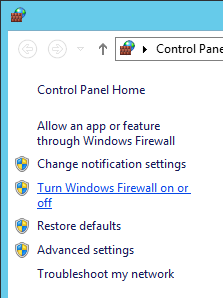 Control Pane
Control Panel Home
Allow an app or feature
through Windows Firewall
Change notification settings
Turn Windows Firewall on or
off
Restore defaults
Advanced settings
Troubleshoot my network